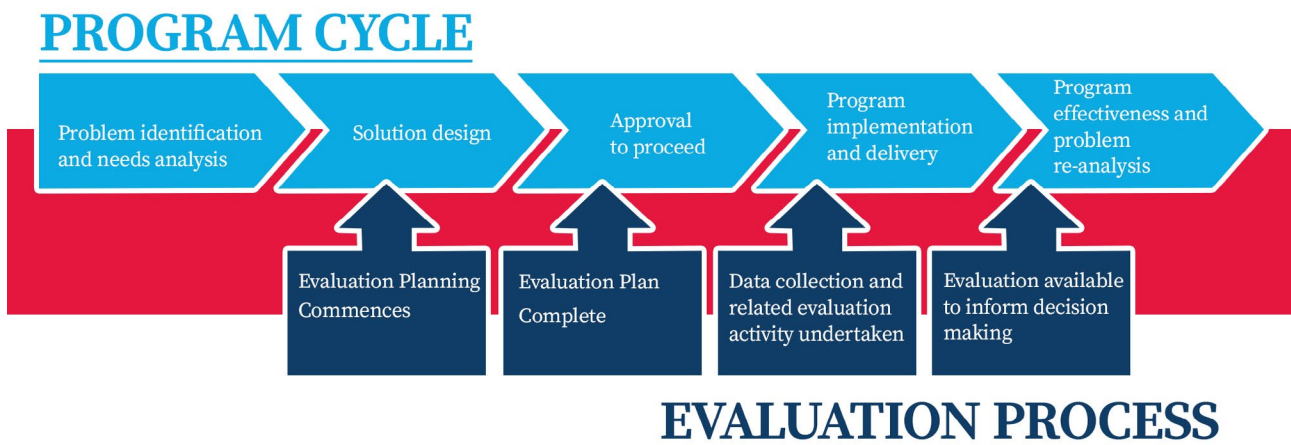 PROGRAM CYCLE
Problem identification
and needs analysis
Solution design
Approval
to proceed
Program
implementation
and delivery
Program
effectiveness and
problem
re-analysis
Evaluation Planning
Commences
Evaluation Plan
Complete
Data collection and
related evaluation
activity undertaken
Evaluation available
to inform decision
making
EVALUATION PROCESS